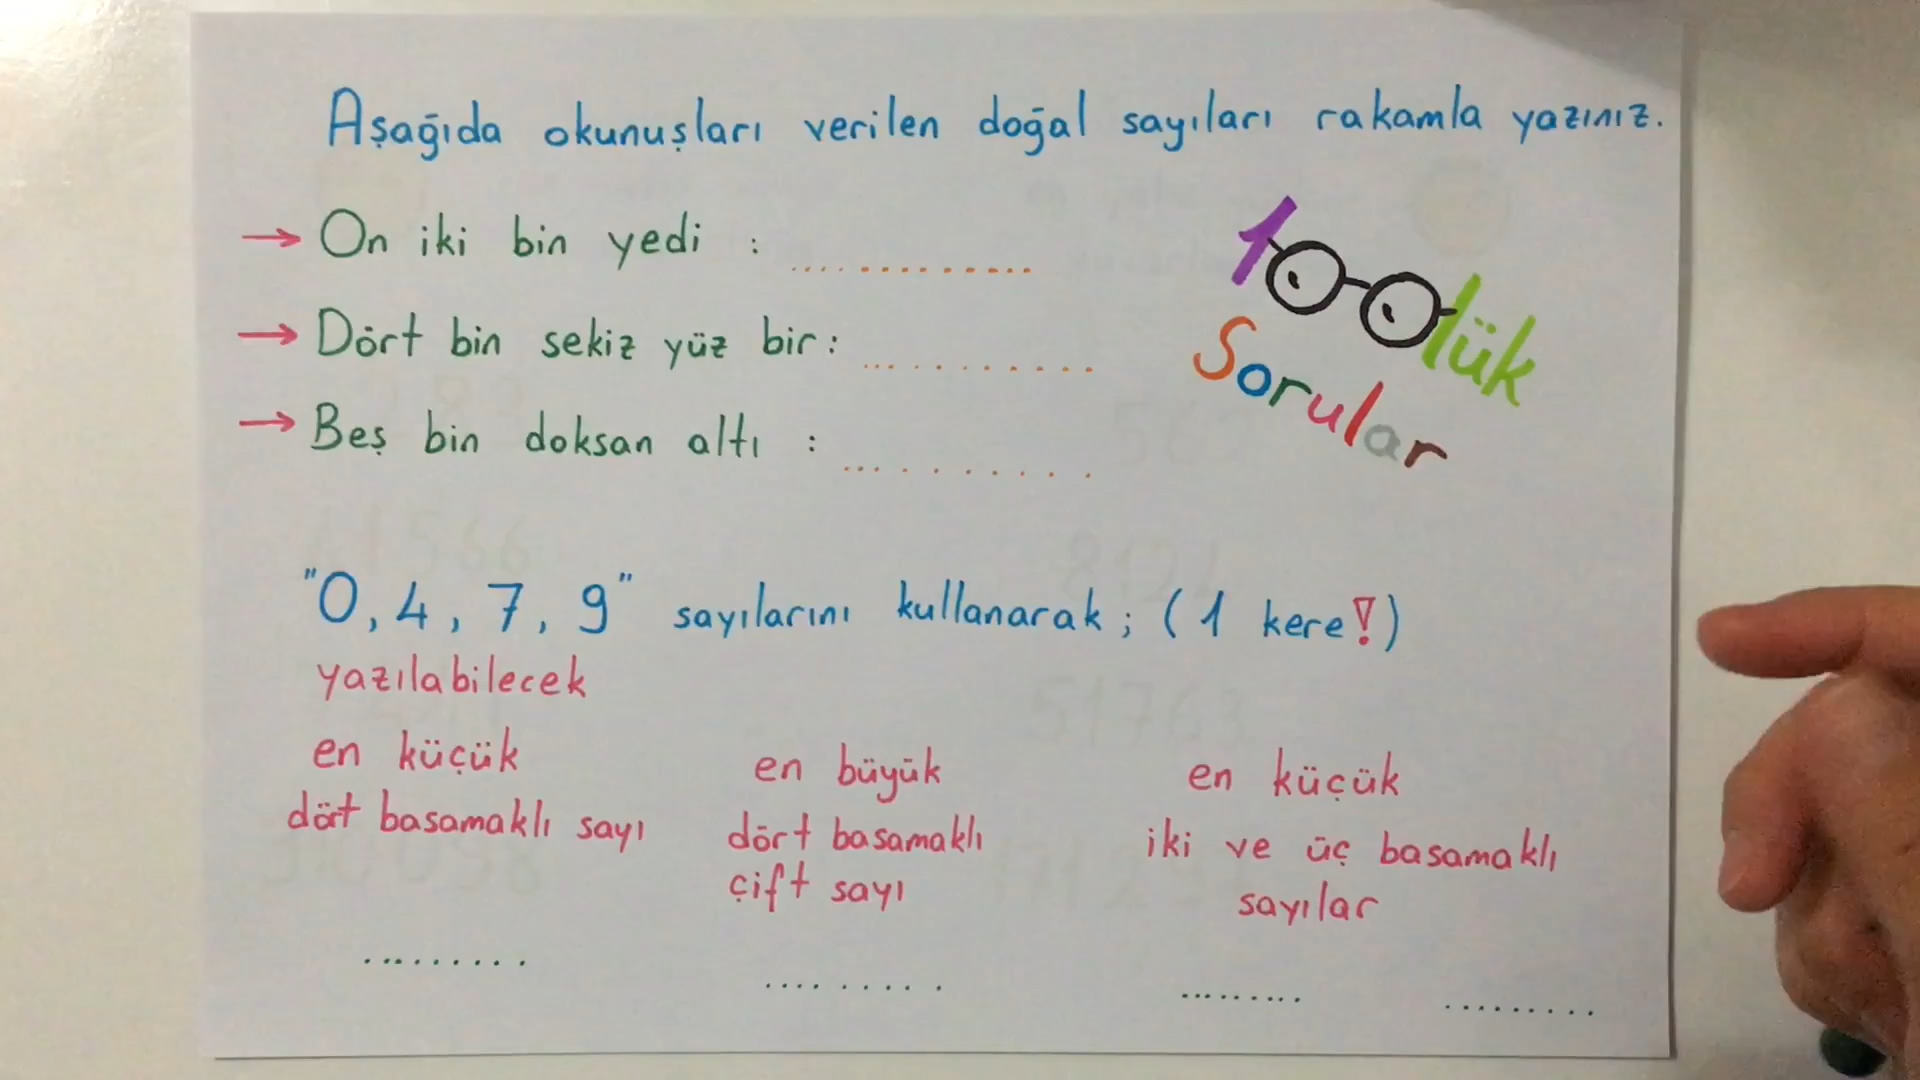 Aşağıda okunuşları verilen doğal sayıları rakamla yazınız.
→ On iki bin yedi : .............
→ Dört bin sekiz yüz bir : ...........
→ Beş bin doksan altı : ...........
100lük
Sorular
"0, 4, 7, 9" sayılarını kullanarak; (1 kere!)
yazılabilecek
en küçük
dört basamaklı sayı
.........
en büyük
dört basamaklı
çift sayı
.........
en küçük
iki ve üç basamaklı
sayılar
......... .........